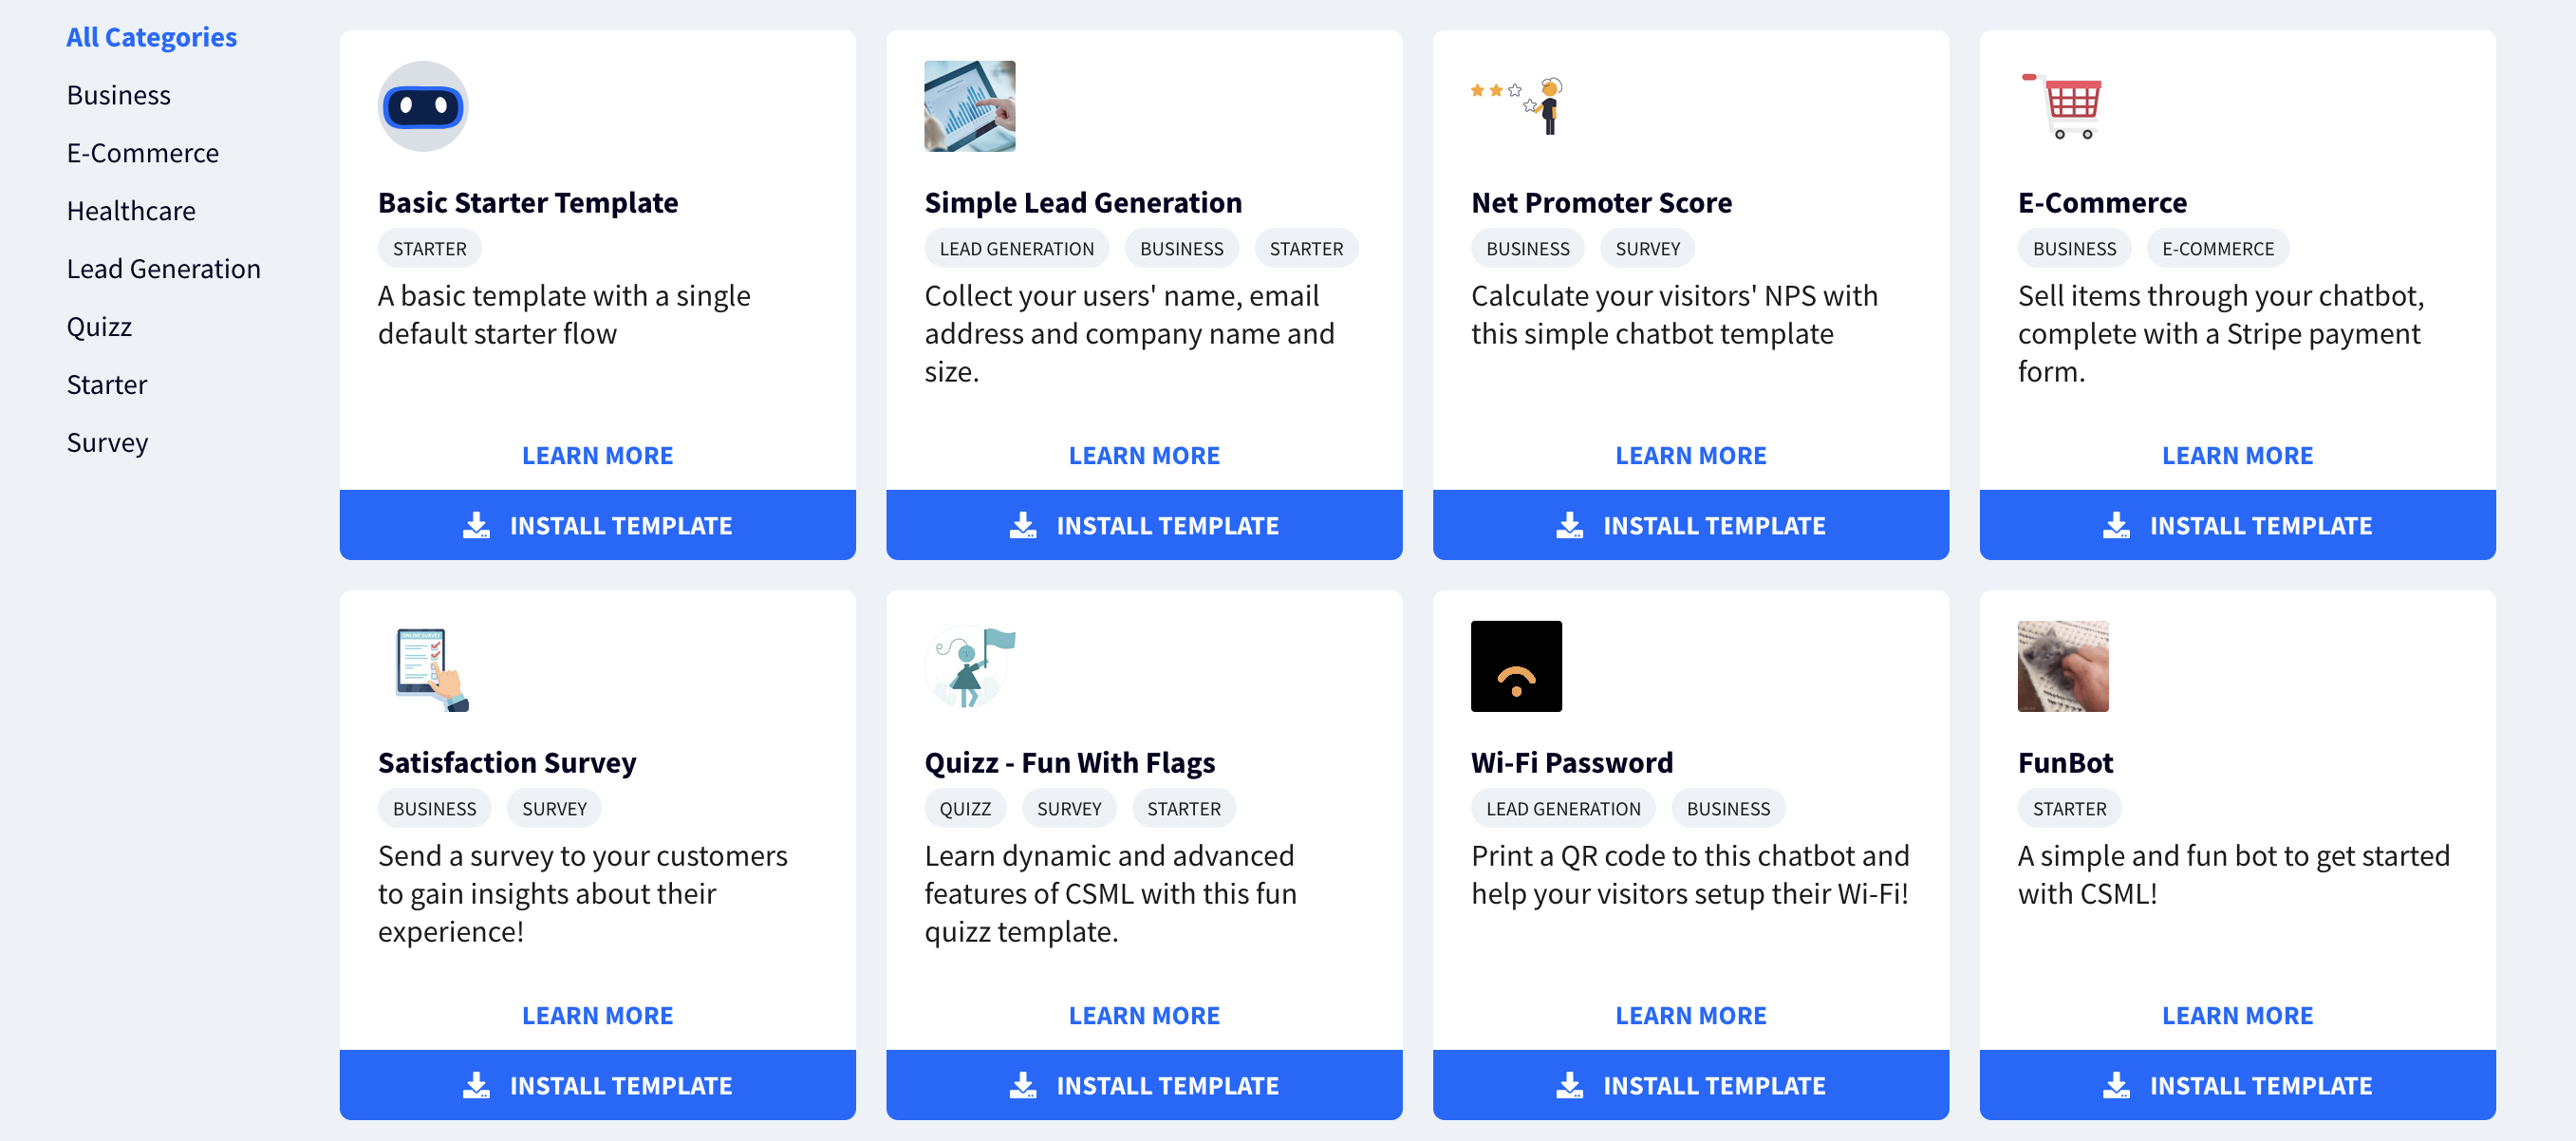 All Categories
Business
E-Commerce
Healthcare
Lead Generation
Quizz
Starter
Survey
Basic Starter Template
STARTER
A basic template with a single
default starter flow
LEARN MORE
INSTALL TEMPLATE
Simple Lead Generation
LEAD GENERATION BUSINESS STARTER
Collect your users' name, email
address and company name and
size.
LEARN MORE
INSTALL TEMPLATE
Net Promoter Score
BUSINESS SURVEY
Calculate your visitors' NPS with
this simple chatbot template
LEARN MORE
INSTALL TEMPLATE
E-Commerce
BUSINESS E-COMMERCE
Sell items through your chatbot,
complete with a Stripe payment
form.
LEARN MORE
INSTALL TEMPLATE
ONLINE SURVEY
Satisfaction Survey
BUSINESS SURVEY
Send a survey to your customers
to gain insights about their
experience!
LEARN MORE
INSTALL TEMPLATE
Quizz - Fun With Flags
QUIZZ SURVEY STARTER
Learn dynamic and advanced
features of CSML with this fun
quizz template.
LEARN MORE
INSTALL TEMPLATE
Wi-Fi Password
LEAD GENERATION BUSINESS
Print a QR code to this chatbot and
help your visitors setup their Wi-Fi!
LEARN MORE
INSTALL TEMPLATE
FunBot
STARTER
A simple and fun bot to get started
with CSML!
LEARN MORE
INSTALL TEMPLATE